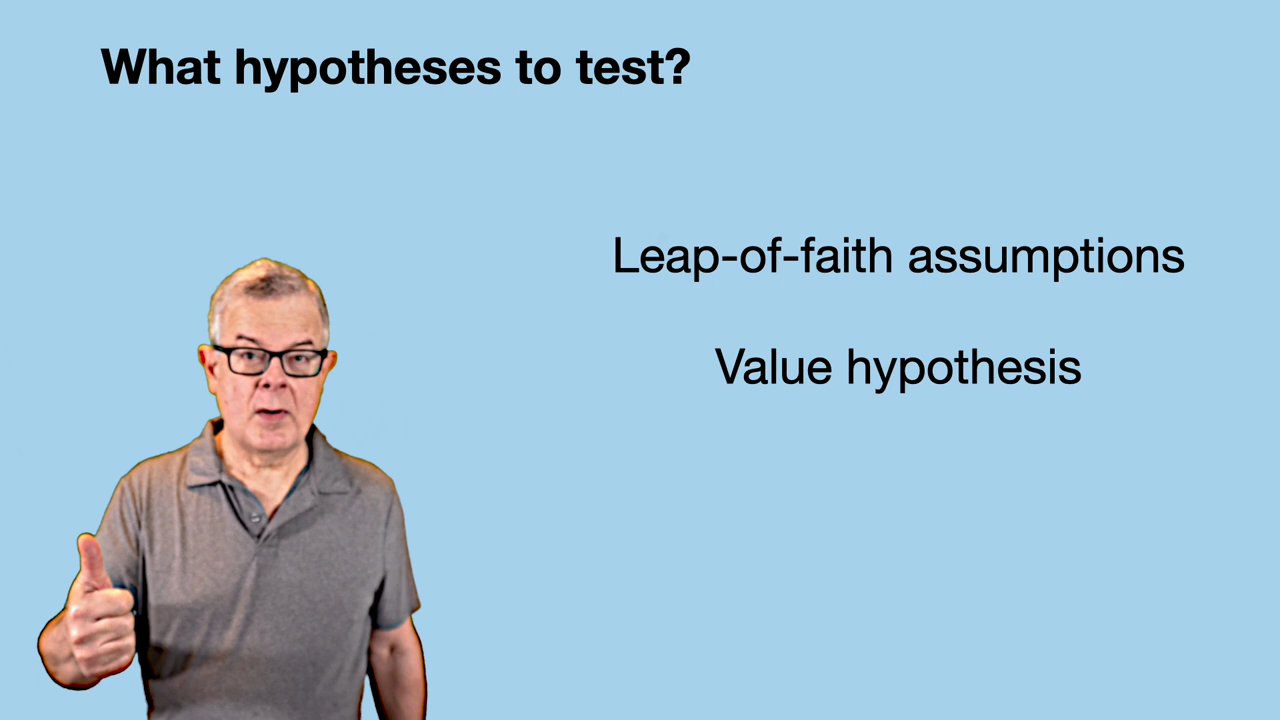 What hypotheses to test?
Leap-of-faith assumptions
Value hypothesis